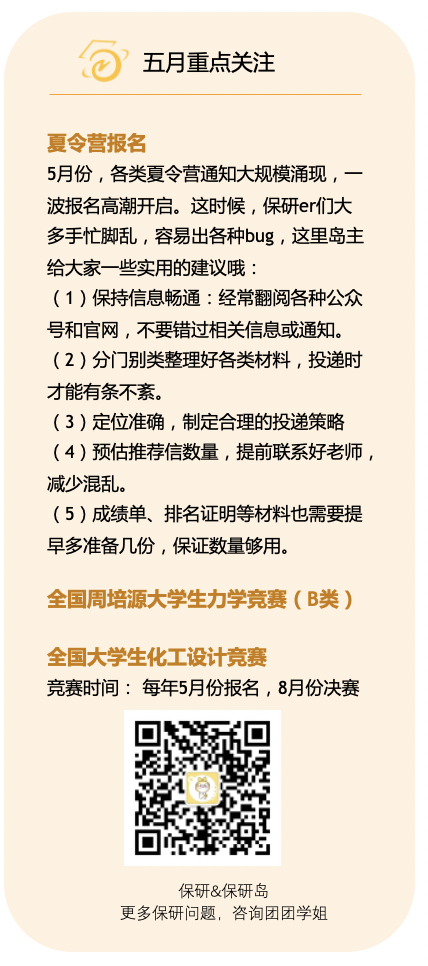 五月重点关注
夏令营报名
5月份，各类夏令营通知大规模涌现，一
波报名高潮开启。这时候，保研er们大
多手忙脚乱，容易出各种bug，这里岛主
给大家一些实用的建议哦：
（1）保持信息畅通：经常翻阅各种公众
号和官网，不要错过相关信息或通知。
（2）分门别类整理好各类材料，投递时
才能有条不紊。
（3）定位准确，制定合理的投递策略
（4）预估推荐信数量，提前联系好老师，
减少混乱。
（5）成绩单、排名证明等材料也需要提
早多准备几份，保证数量够用。
全国周培源大学生力学竞赛（B类）
全国大学生化工设计竞赛
竞赛时间： 每年5月份报名，8月份决赛
保研&保研岛
更多保研问题，咨询团团学姐